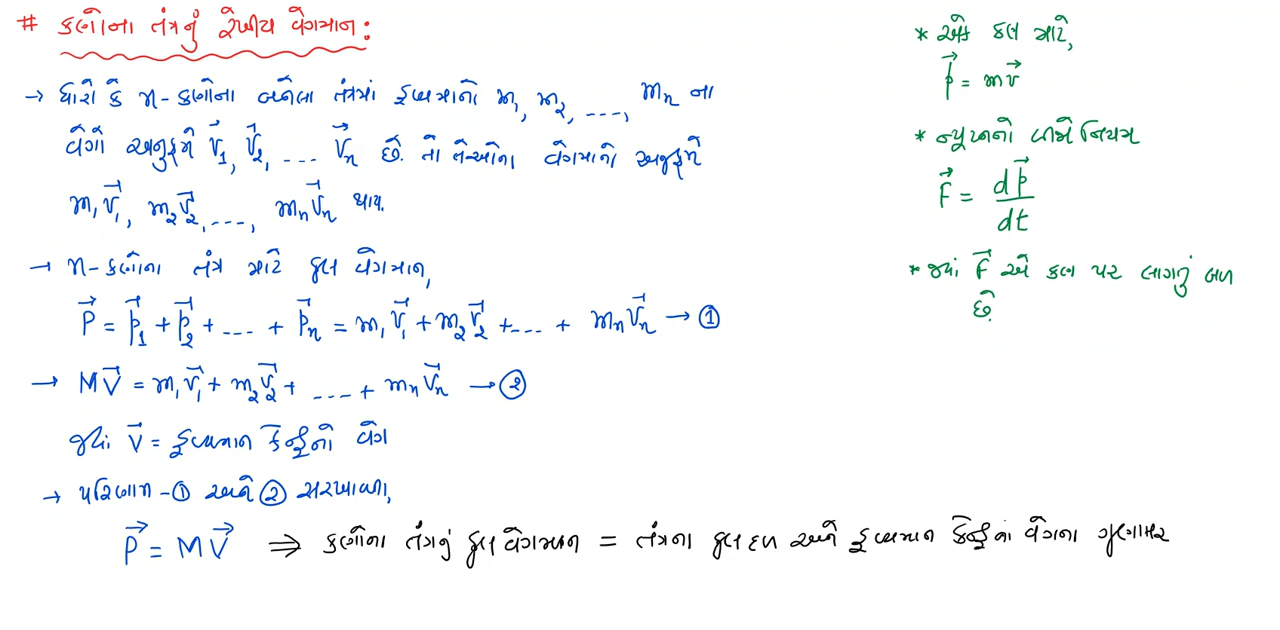 # કણોના તંત્રનું રેખીય વેગમાન :
→ ધારો કે n-કણોના બનેલા તંત્રમાં દ્રવ્યમાનો m₁, m₂, ..., mₙ ના
વેગો અનુક્રમે v⃗₁, v⃗₂, ... v⃗ₙ છે. તો તેઓના વેગમાનો અનુક્રમે
m₁v⃗₁, m₂v⃗₂, ..., mₙv⃗ₙ થાય.
→ n-કણોના તંત્ર માટે કુલ વેગમાન,
P⃗ = p⃗₁ + p⃗₂ + ... + p⃗ₙ = m₁v⃗₁ + m₂v⃗₂ + ... + mₙv⃗ₙ → ①
→ MV⃗ = m₁v⃗₁ + m₂v⃗₂ + ... + mₙv⃗ₙ → ②
જ્યાં V⃗ = દ્રવ્યમાન કેન્દ્રનો વેગ
→ પરિણામ-① અને ② સરખાવતા,
P⃗ = MV⃗ ⇒ કણોના તંત્રનું કુલ વેગમાન = તંત્રના કુલ દળ અને દ્રવ્યમાન કેન્દ્રનાં વેગના ગુણાકાર
* એક કણ માટે,
p⃗ = mv⃗
* ન્યુટનનો બીજો નિયમ
F⃗ = dp⃗/dt
* જ્યાં F⃗ એ કણ પર લાગતું બળ
છે.